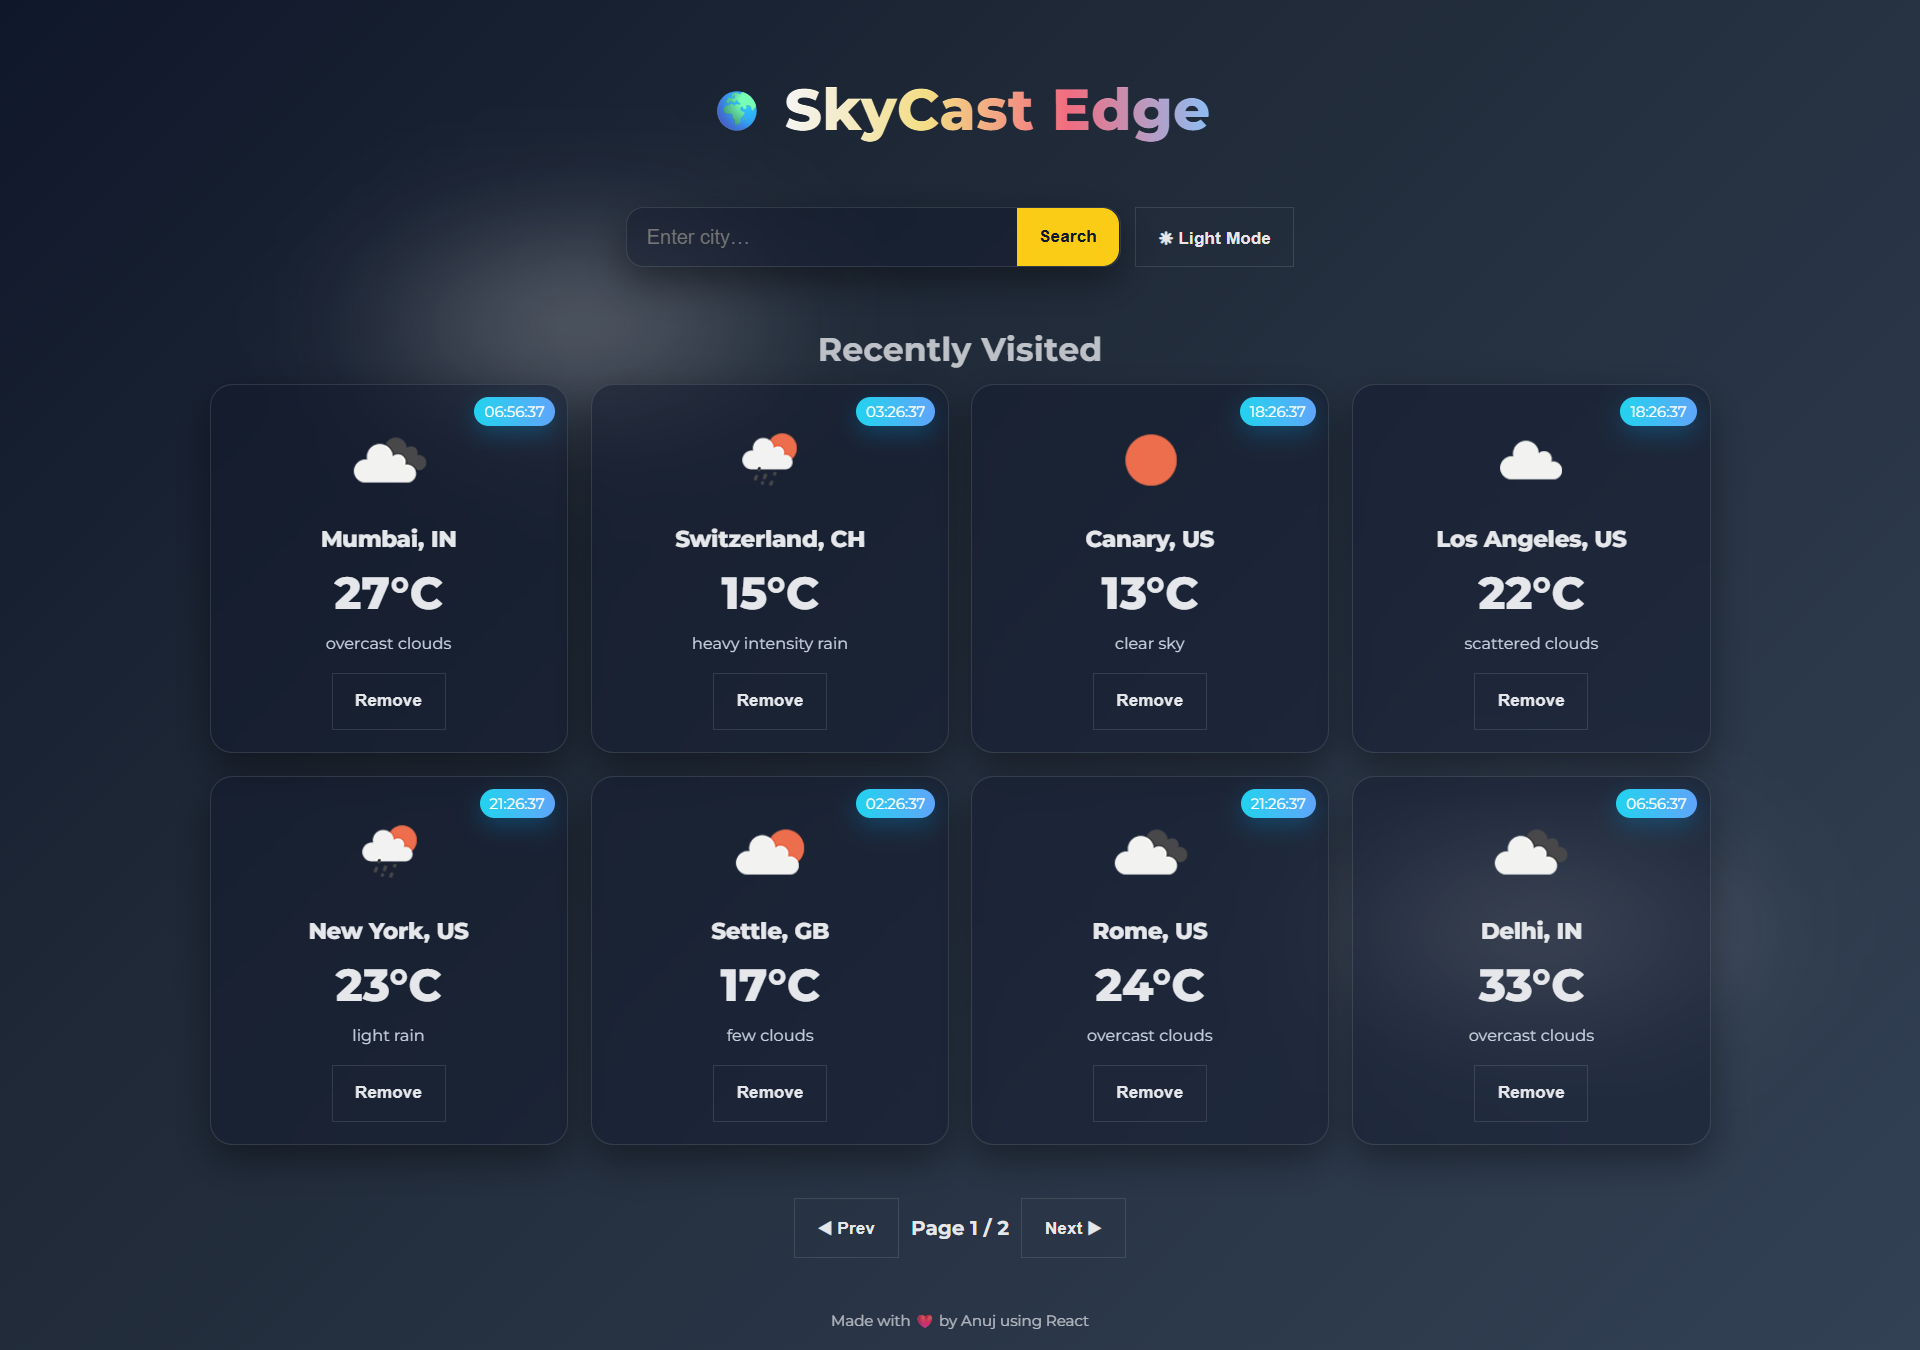 SkyCast Edge
Enter city...
Search
Light Mode
Recently Visited
06:56:37
Mumbai, IN
27°C
overcast clouds
Remove
03:26:37
Switzerland, CH
15°C
heavy intensity rain
Remove
18:26:37
Canary, US
13°C
clear sky
Remove
18:26:37
Los Angeles, US
22°C
scattered clouds
Remove
21:26:37
New York, US
23°C
light rain
Remove
02:26:37
Settle, GB
17°C
few clouds
Remove
21:26:37
Rome, US
24°C
overcast clouds
Remove
06:56:37
Delhi, IN
33°C
overcast clouds
Remove
◀ Prev
Page 1 / 2
Next ▶
Made with 💗 by Anuj using React